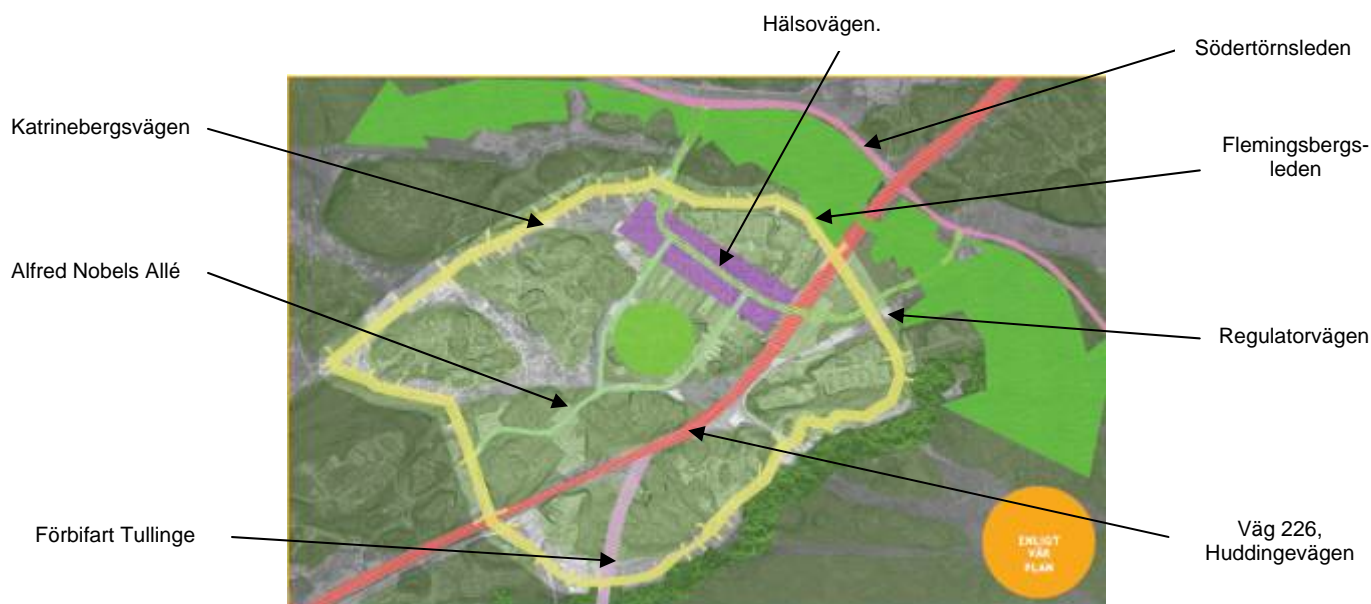 Hälsovägen.
Södertörnsleden
Katrinebergsvägen
Flemingsbergs-
leden
Alfred Nobels Allé
Regulatorvägen
Förbifart Tullinge
Väg 226,
Huddingevägen
ENLIGT
VÅR
PLAN